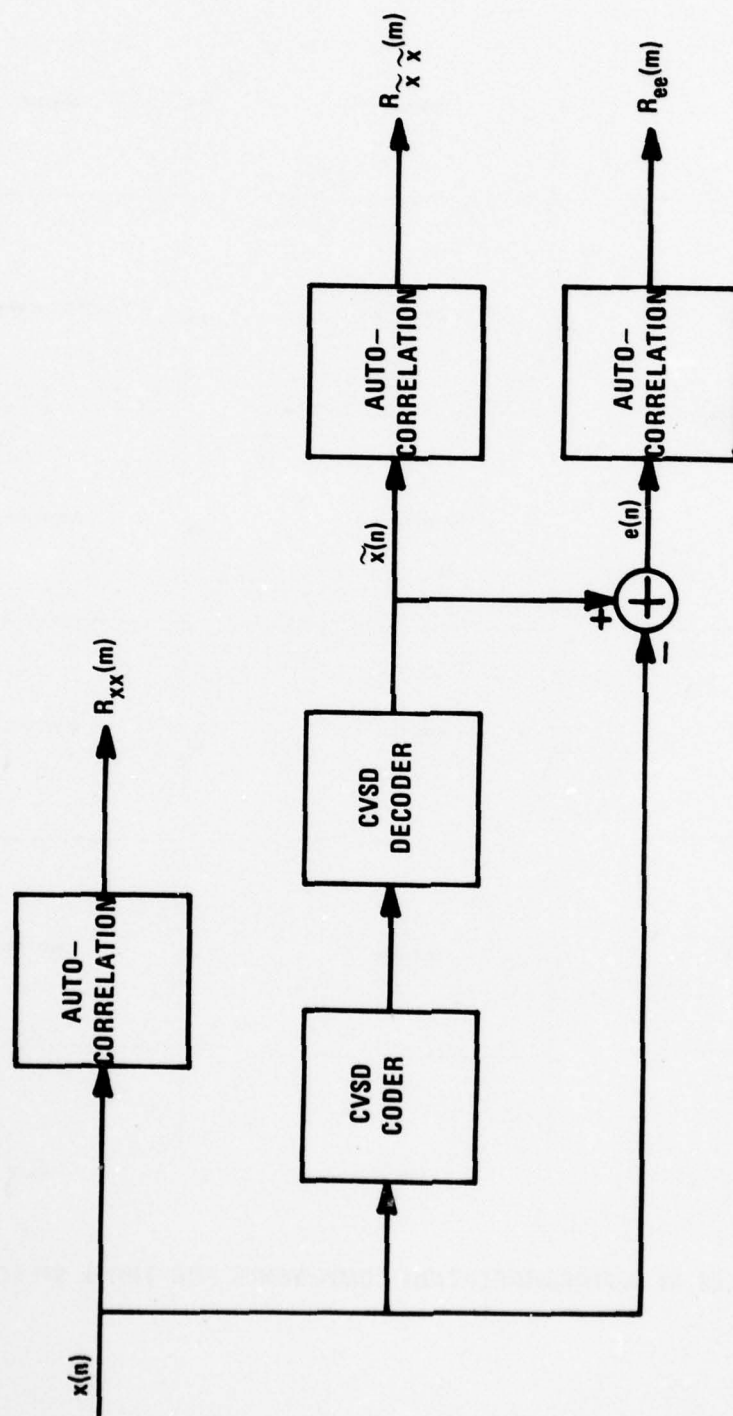 x(n)
AUTO-
CORRELATION
R_xx(m)
CVSD
CODER
CVSD
DECODER
x̃(n)
AUTO-
CORRELATION
R_x̃ x̃(m)
+
−
+
e(n)
AUTO-
CORRELATION
R_ee(m)